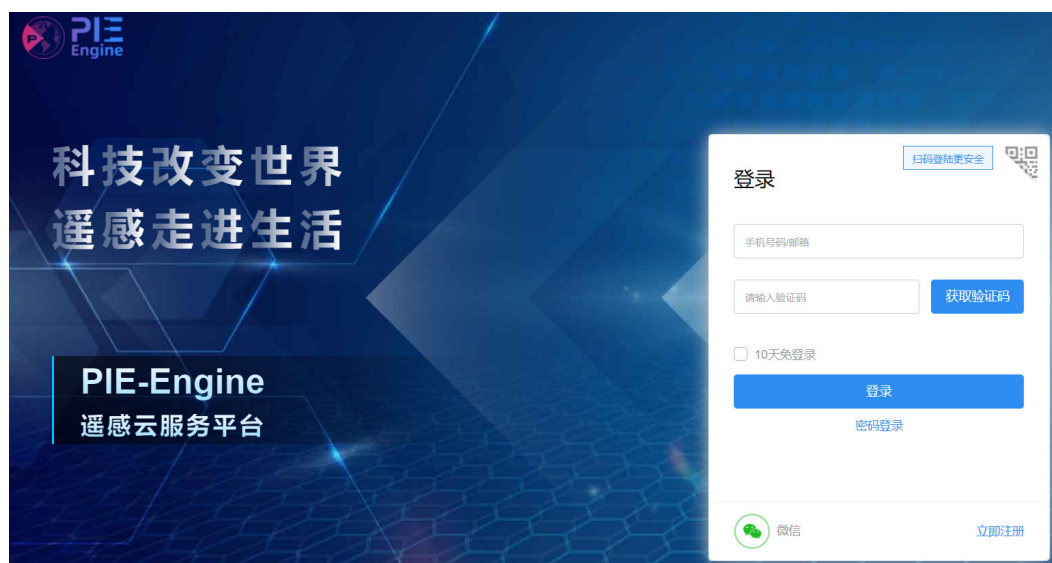 PIE
Engine
科技改变世界
遥感走进生活
PIE-Engine
遥感云服务平台
扫码登陆更安全
登录
手机号码/邮箱
请输入验证码
获取验证码
10天免登录
登录
密码登录
微信
立即注册